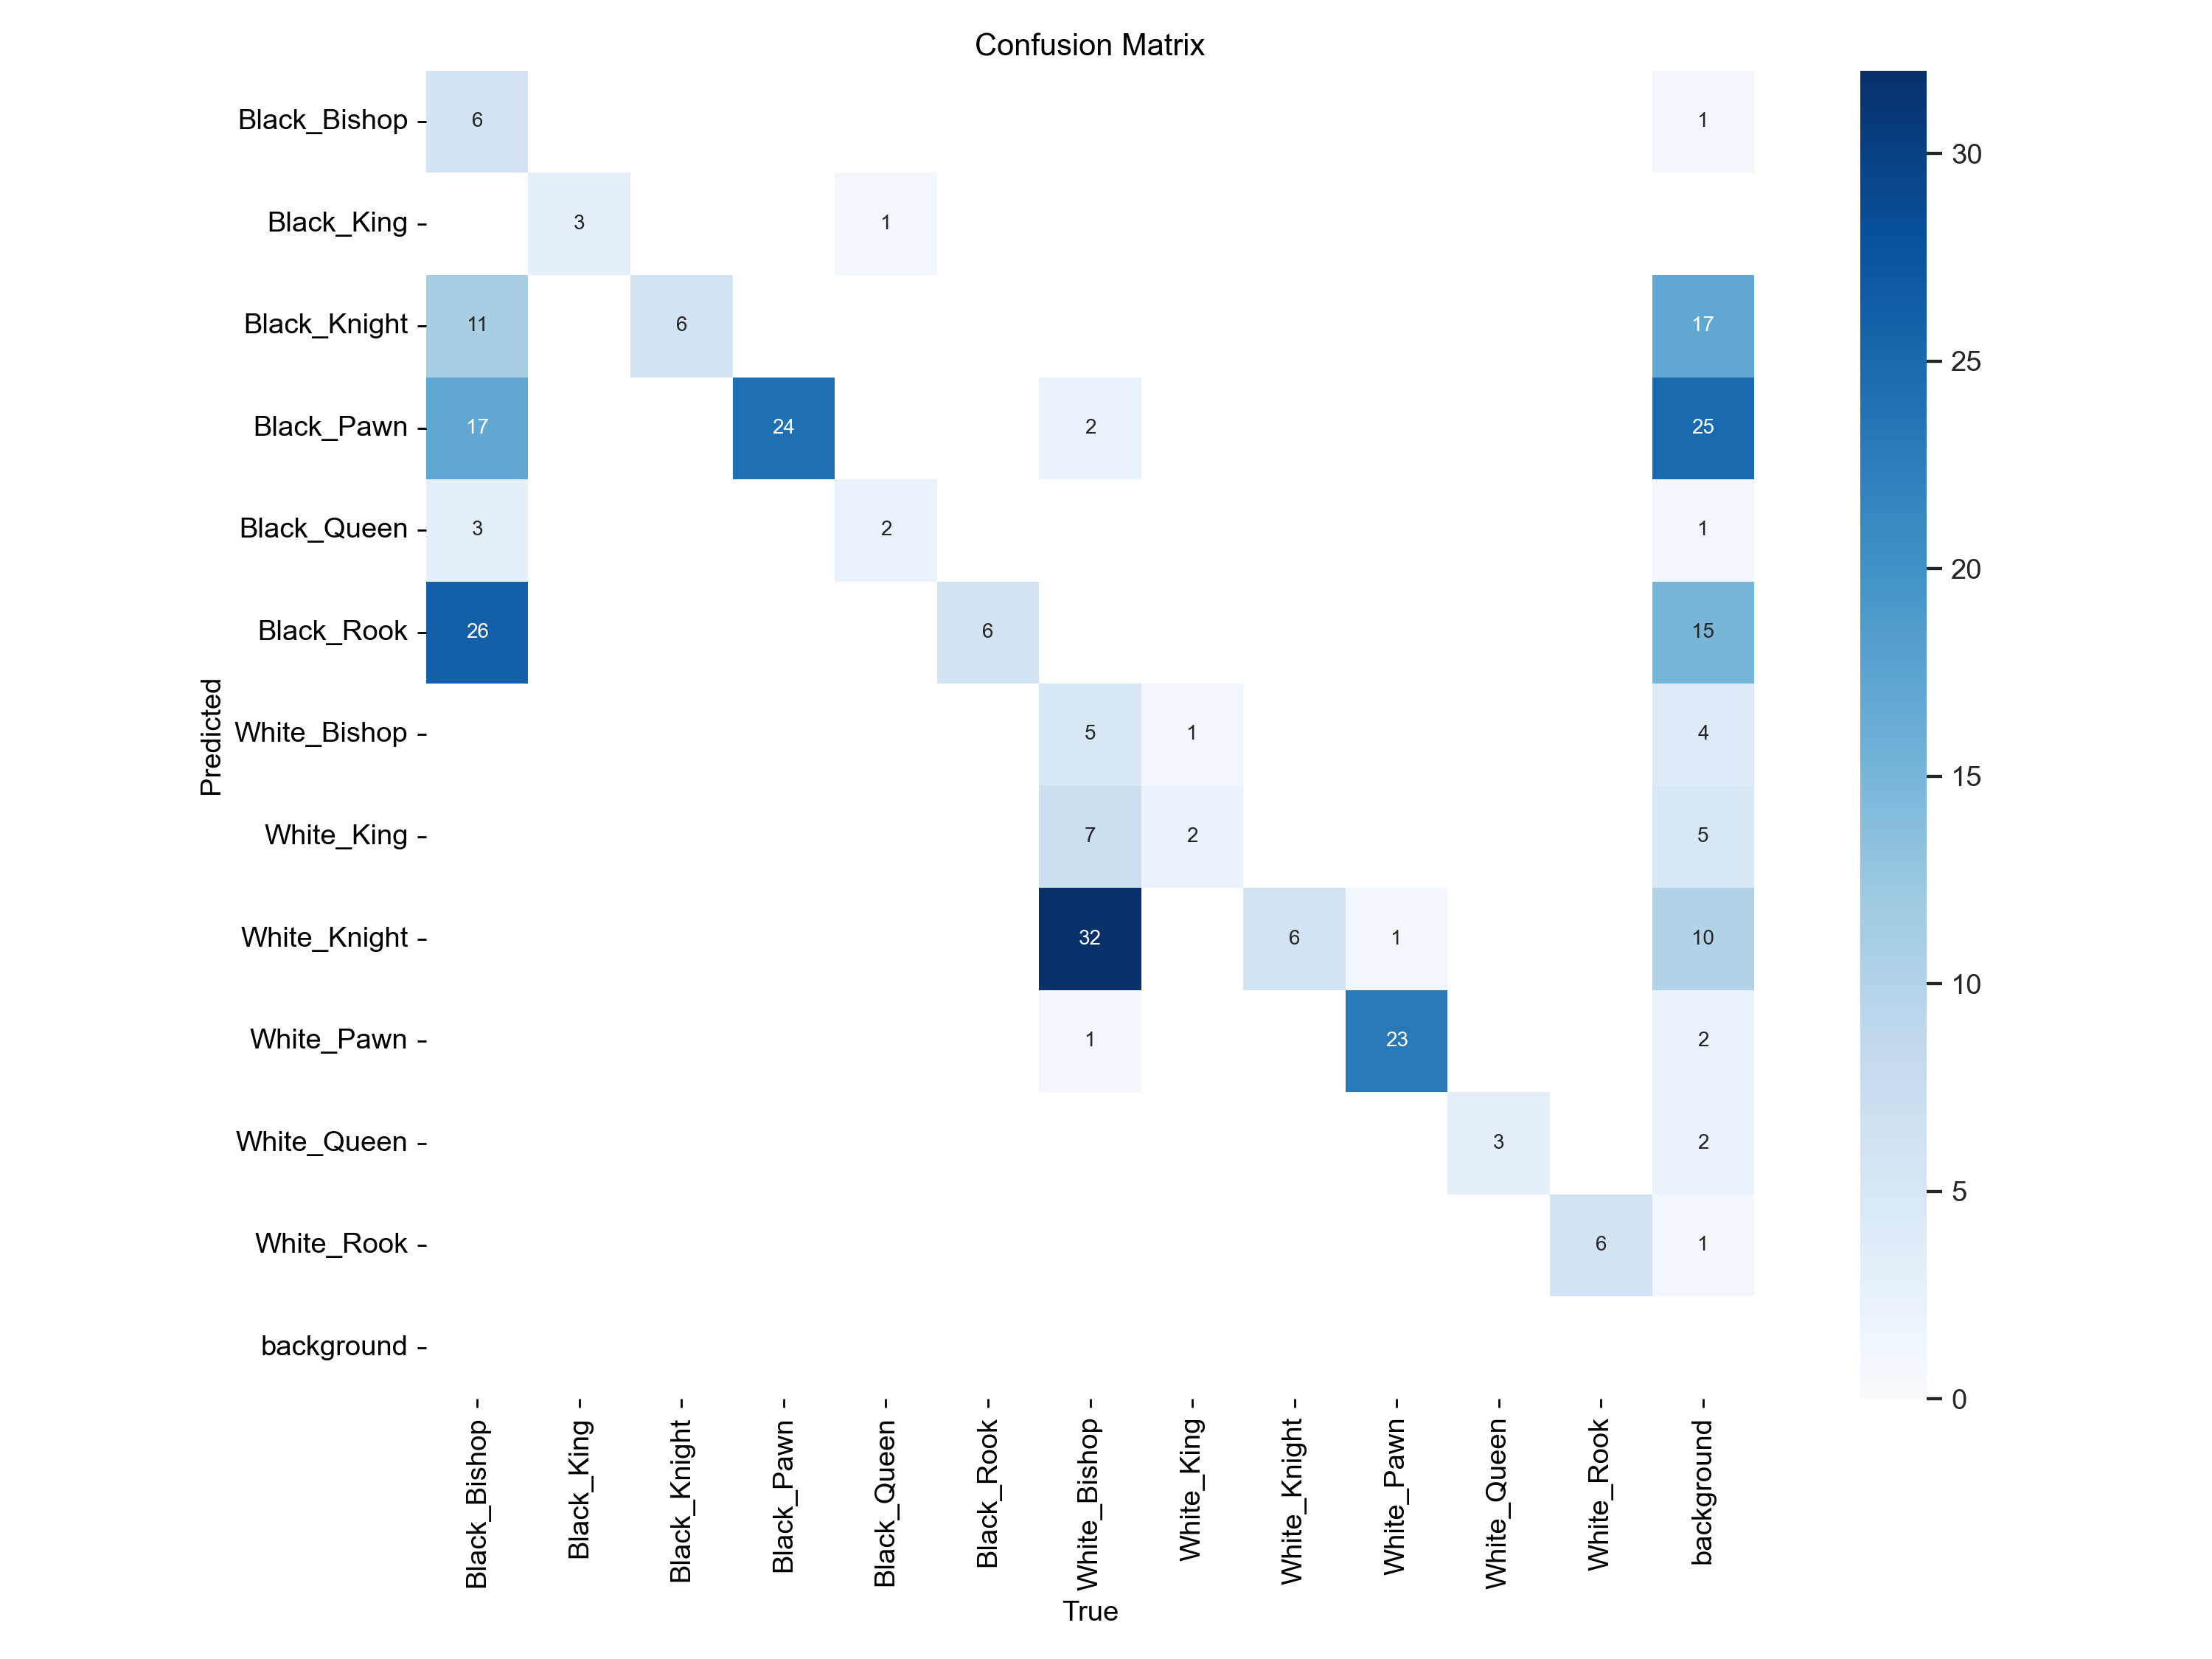 Confusion Matrix
Predicted
Black_Bishop 6 1
Black_King 3 1
Black_Knight 11 6 17
Black_Pawn 17 24 2 25
Black_Queen 3 2 1
Black_Rook 26 6 15
White_Bishop 5 1 4
White_King 7 2 5
White_Knight 32 6 1 10
White_Pawn 1 23 2
White_Queen 3 2
White_Rook 6 1
background
Black_Bishop
Black_King
Black_Knight
Black_Pawn
Black_Queen
Black_Rook
White_Bishop
White_King
White_Knight
White_Pawn
White_Queen
White_Rook
background
True
30
25
20
15
10
5
0